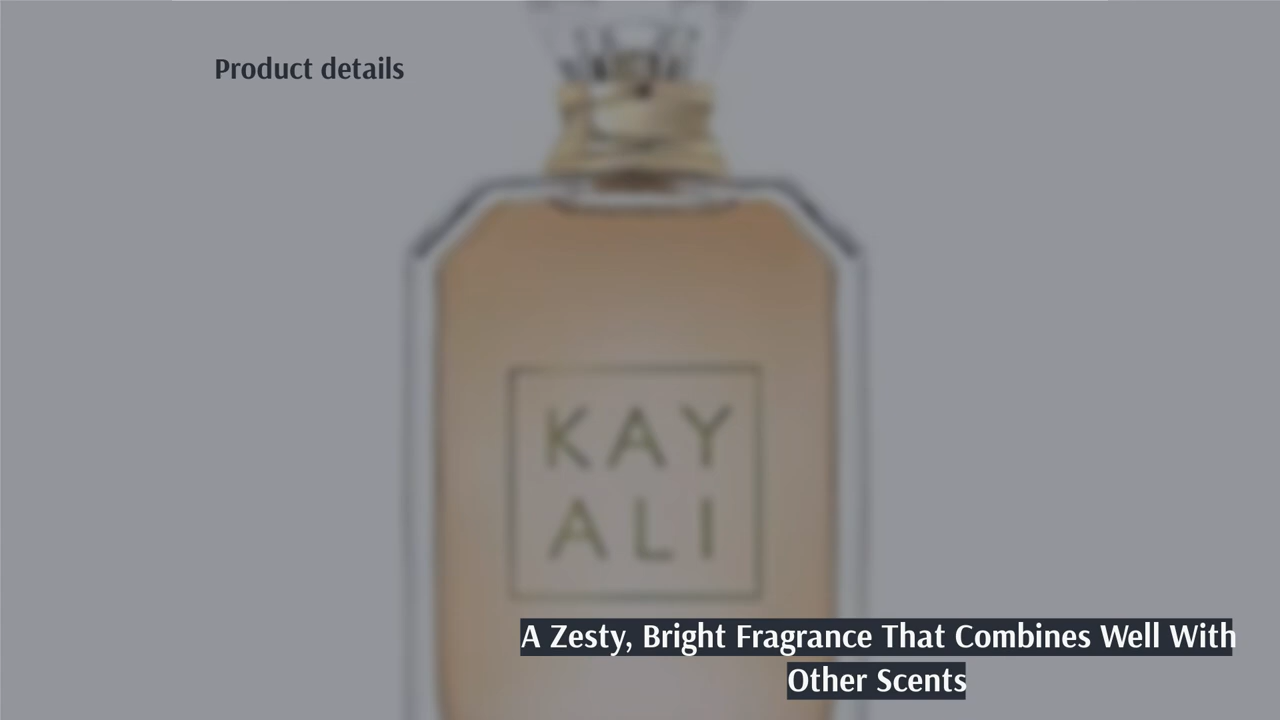 Product details
KAY
ALI
A Zesty, Bright Fragrance That Combines Well With
Other Scents